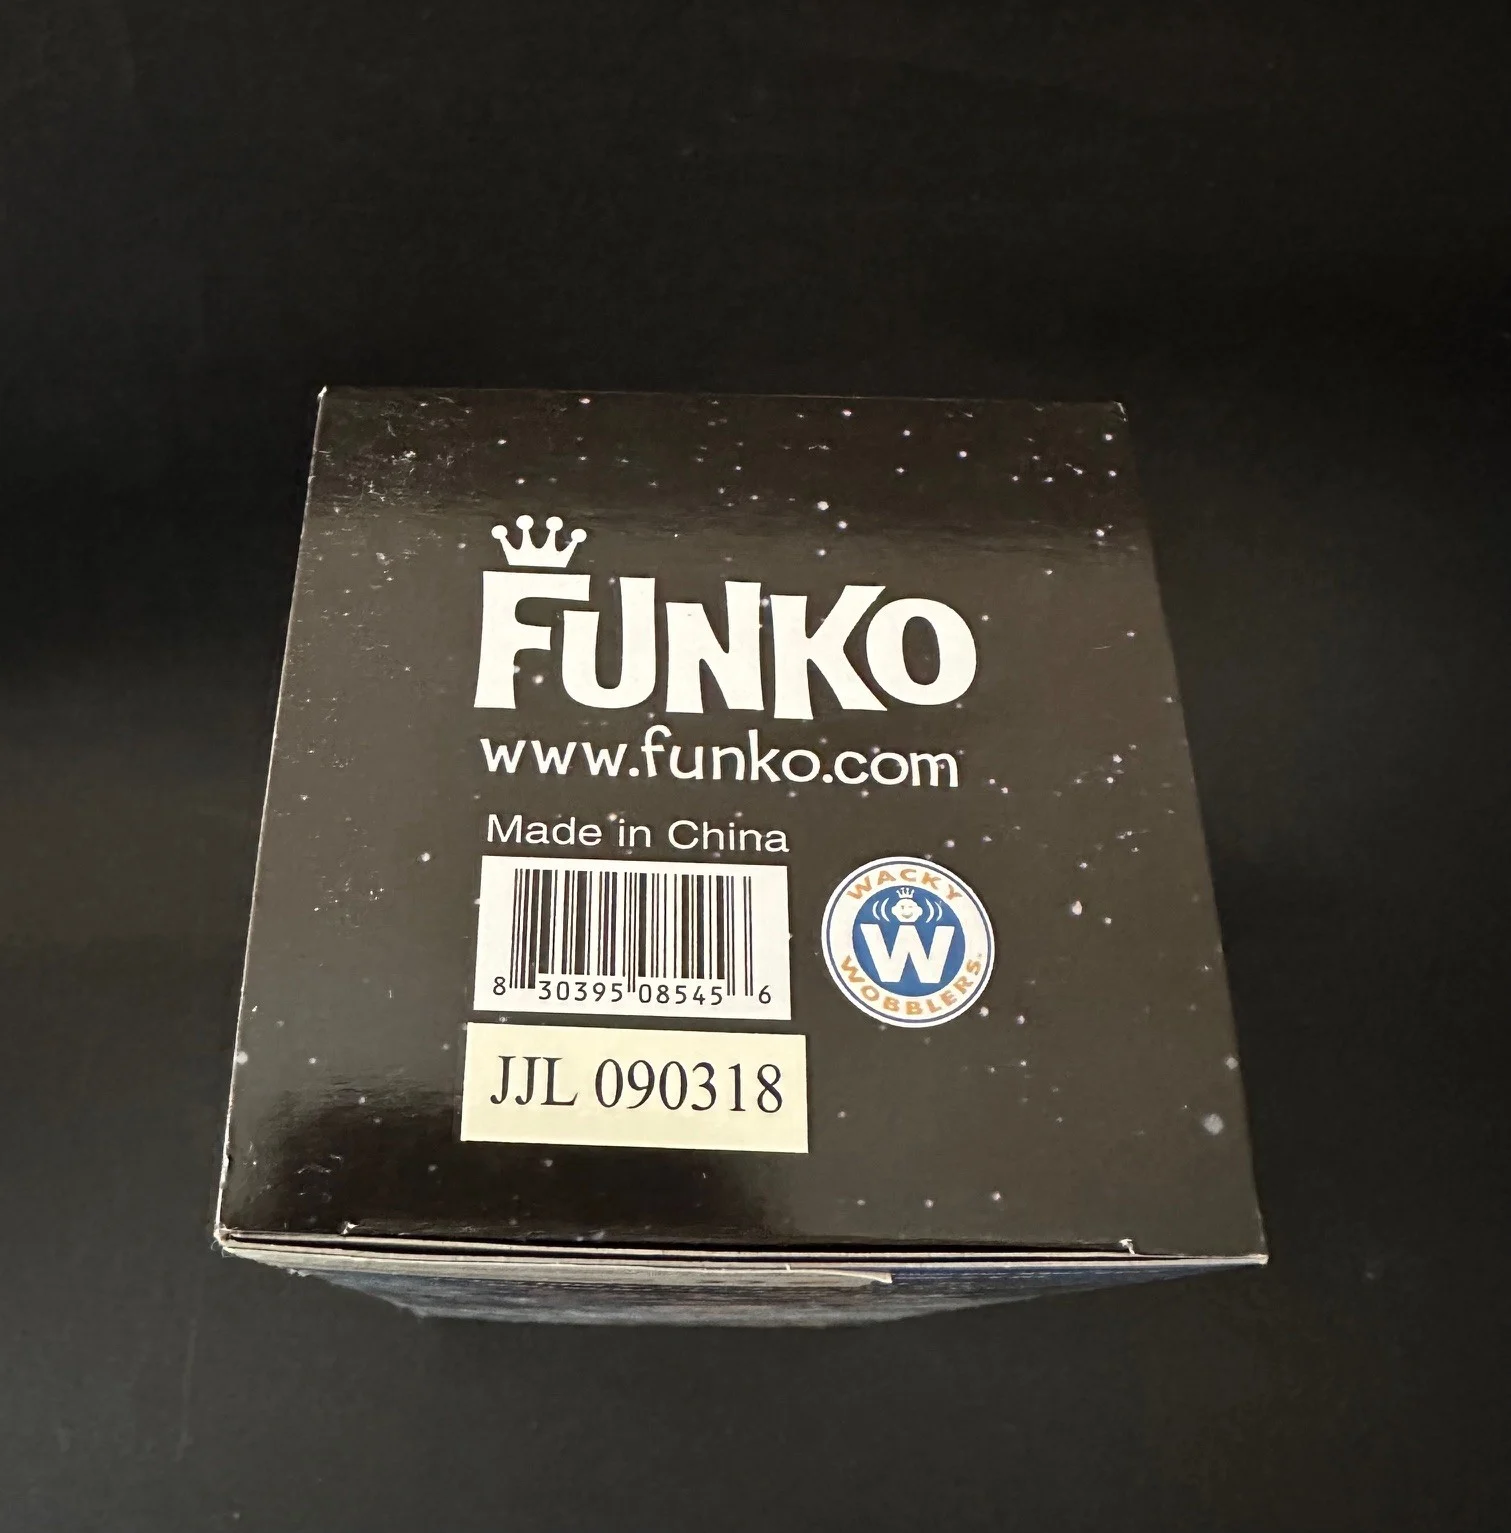 FUNKO
www.funko.com
Made in China
8 30395 08545 6
WACKY
W
WOBBLERS
JJL 090318